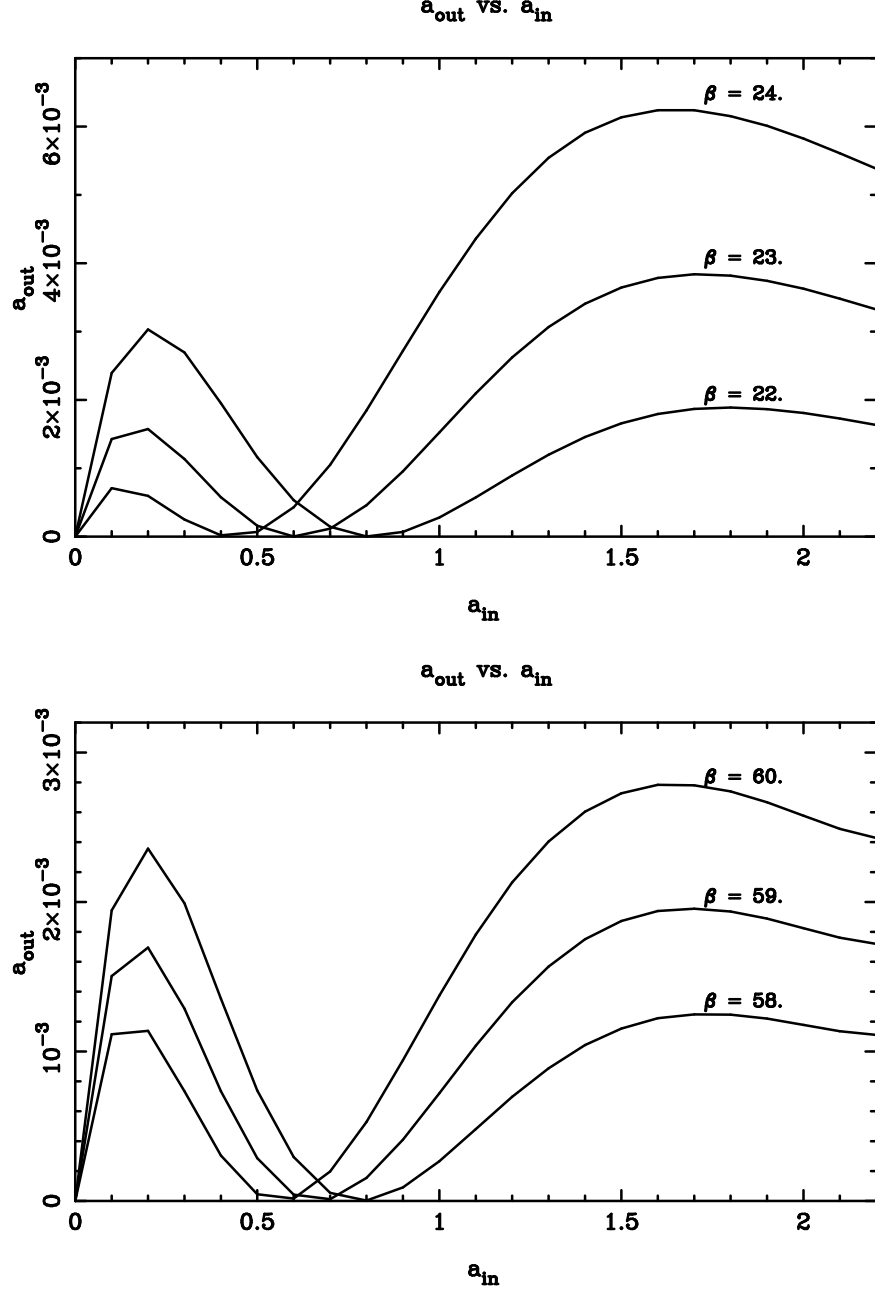 a_out vs. a_in
β = 24.
β = 23.
β = 22.
6×10⁻³
4×10⁻³
2×10⁻³
0
a_out
0 0.5 1 1.5 2
a_in
a_out vs. a_in
β = 60.
β = 59.
β = 58.
3×10⁻³
2×10⁻³
10⁻³
0
a_out
0 0.5 1 1.5 2
a_in